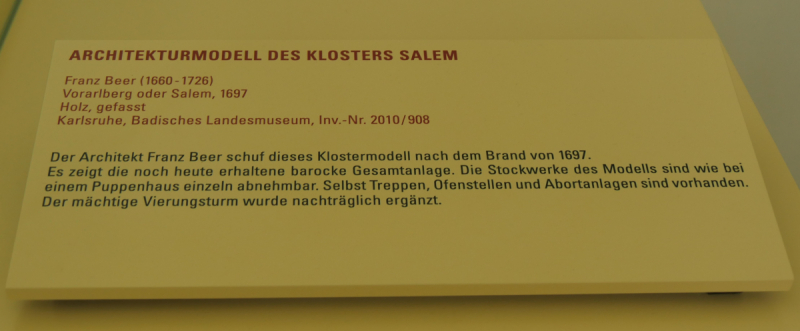 ARCHITEKTURMODELL DES KLOSTERS SALEM
Franz Beer (1660-1726)
Vorarlberg oder Salem, 1697
Holz, gefasst
Karlsruhe, Badisches Landesmuseum, Inv.-Nr. 2010/908
Der Architekt Franz Beer schuf dieses Klostermodell nach dem Brand von 1697.
Es zeigt die noch heute erhaltene barocke Gesamtanlage. Die Stockwerke des Modells sind wie bei
einem Puppenhaus einzeln abnehmbar. Selbst Treppen, Ofenstellen und Abortanlagen sind vorhanden.
Der mächtige Vierungsturm wurde nachträglich ergänzt.